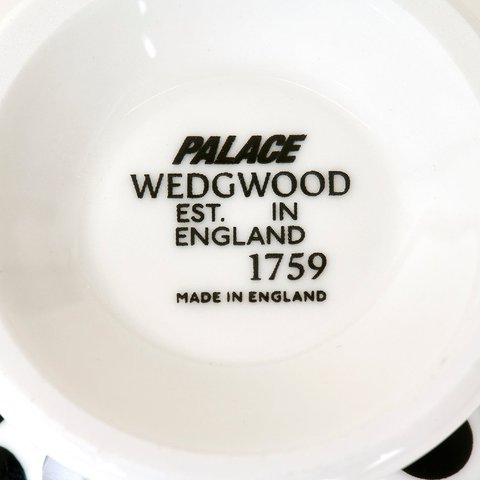 PALACE
WEDGWOOD
EST. IN
ENGLAND
1759
MADE IN ENGLAND